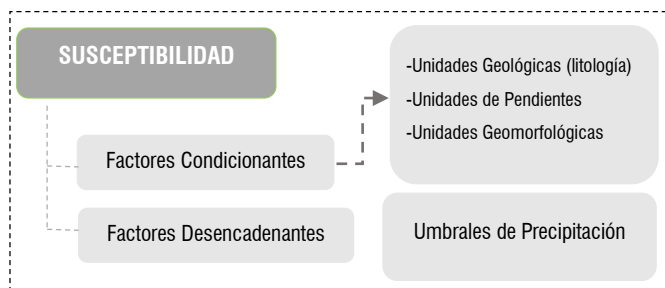 SUSCEPTIBILIDAD
Factores Condicionantes
Factores Desencadenantes
-Unidades Geológicas (litología)
-Unidades de Pendientes
-Unidades Geomorfológicas
Umbrales de Precipitación